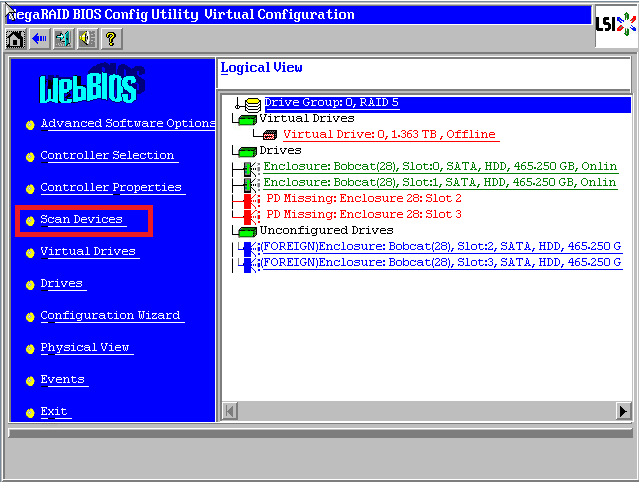 MegaRAID BIOS Config Utility Virtual Configuration
LSI
WebBIOS
Logical View
Advanced Software Options
Controller Selection
Controller Properties
Scan Devices
Virtual Drives
Drives
Configuration Wizard
Physical View
Events
Exit
Drive Group: 0, RAID 5
Virtual Drives
Virtual Drive: 0, 1.363 TB , Offline
Drives
Enclosure: Bobcat(28), Slot:0, SATA, HDD, 465.250 GB, Onlin
Enclosure: Bobcat(28), Slot:1, SATA, HDD, 465.250 GB, Onlin
PD Missing: Enclosure 28: Slot 2
PD Missing: Enclosure 28: Slot 3
Unconfigured Drives
(FOREIGN)Enclosure: Bobcat(28), Slot:2, SATA, HDD, 465.250 G
(FOREIGN)Enclosure: Bobcat(28), Slot:3, SATA, HDD, 465.250 G